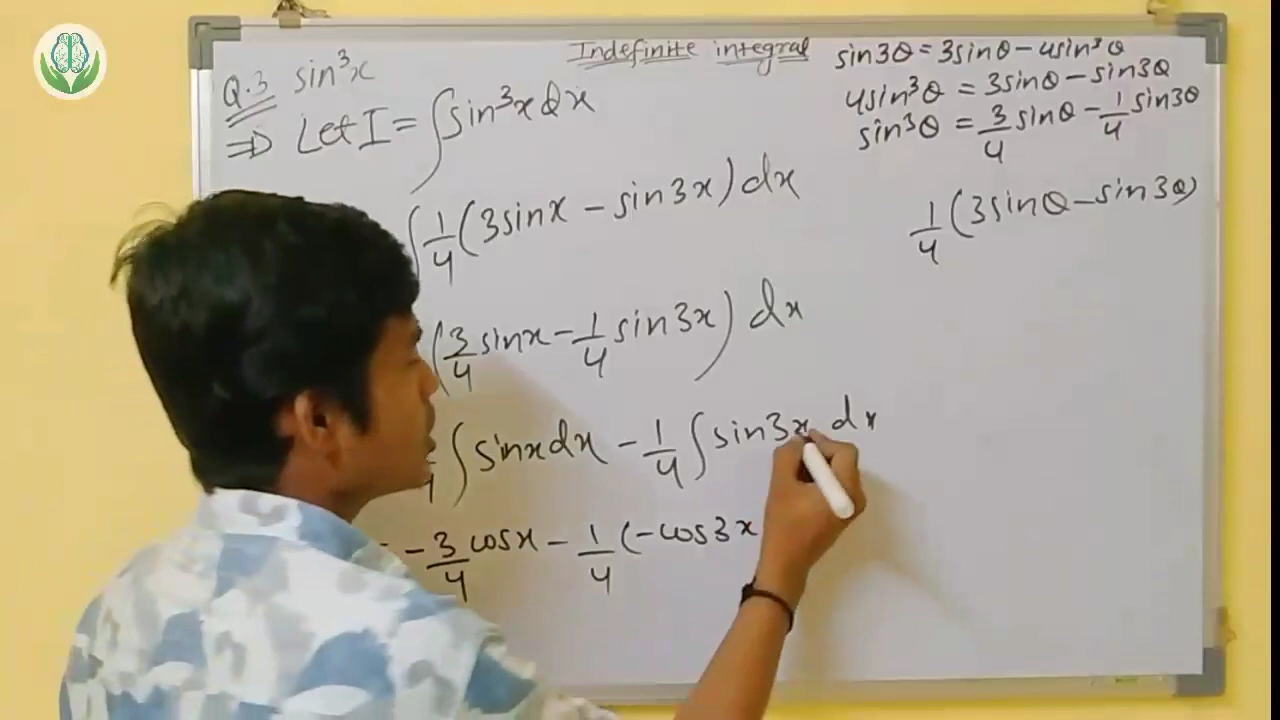 Indefinite integral
Q.3 sin³x
⇒ Let I = ∫sin³x dx
∫1/4(3sinx - sin3x) dx
(3/4 sinx - 1/4 sin3x) dx
∫sinx dx - 1/4 ∫sin3x dx
- 3/4 cosx - 1/4 (-cos3x
sin3θ = 3sinθ - 4sin³θ
4sin³θ = 3sinθ - sin3θ
sin³θ = 3/4 sinθ - 1/4 sin3θ
1/4 (3sinθ - sin3θ)